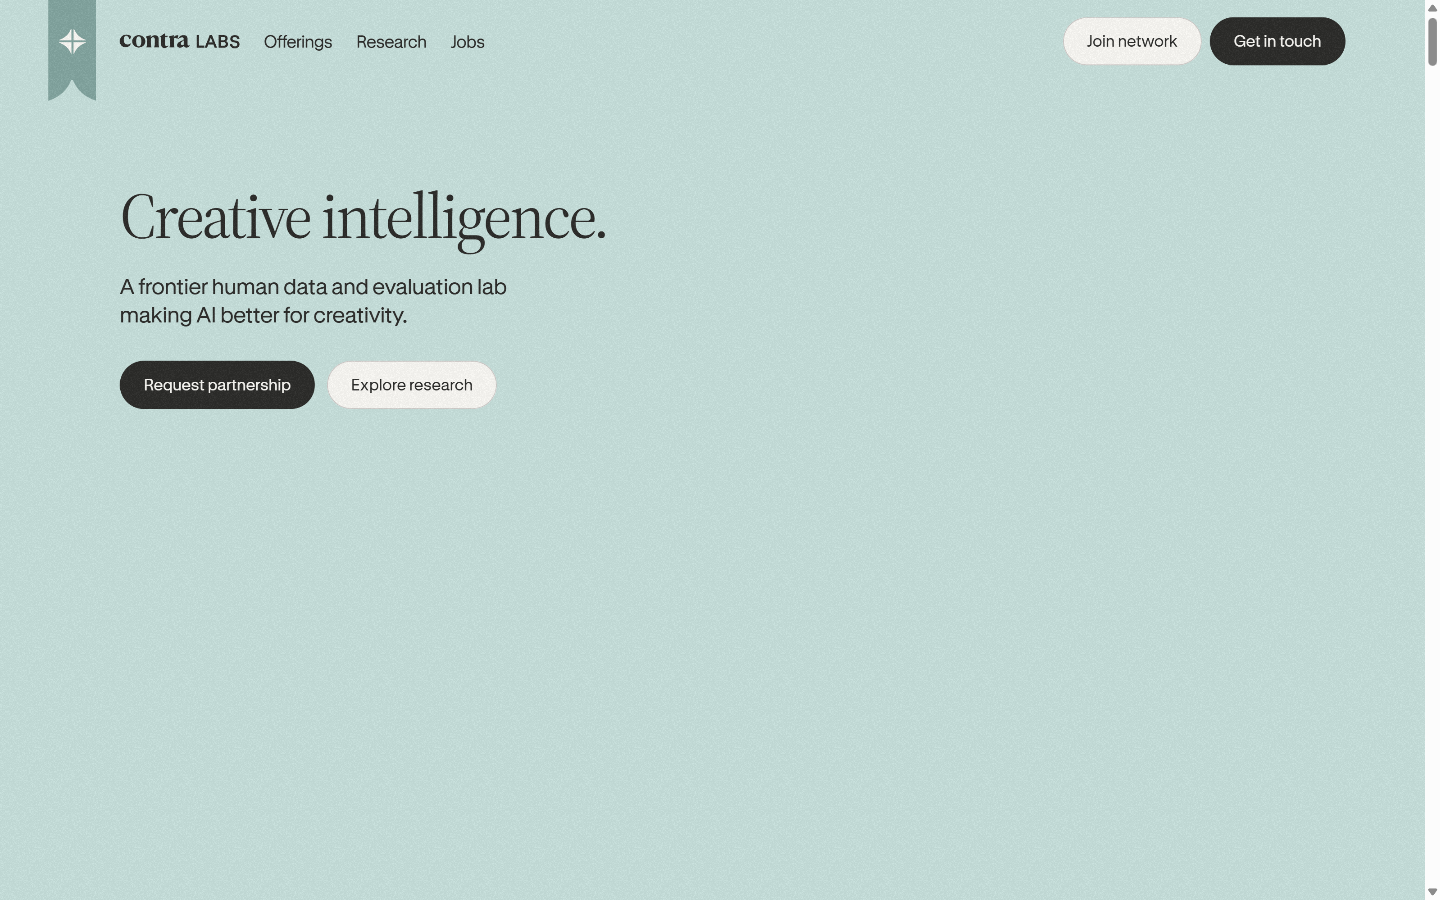 contra LABS Offerings Research Jobs Join network Get in touch
Creative intelligence.
A frontier human data and evaluation lab
making AI better for creativity.
Request partnership Explore research